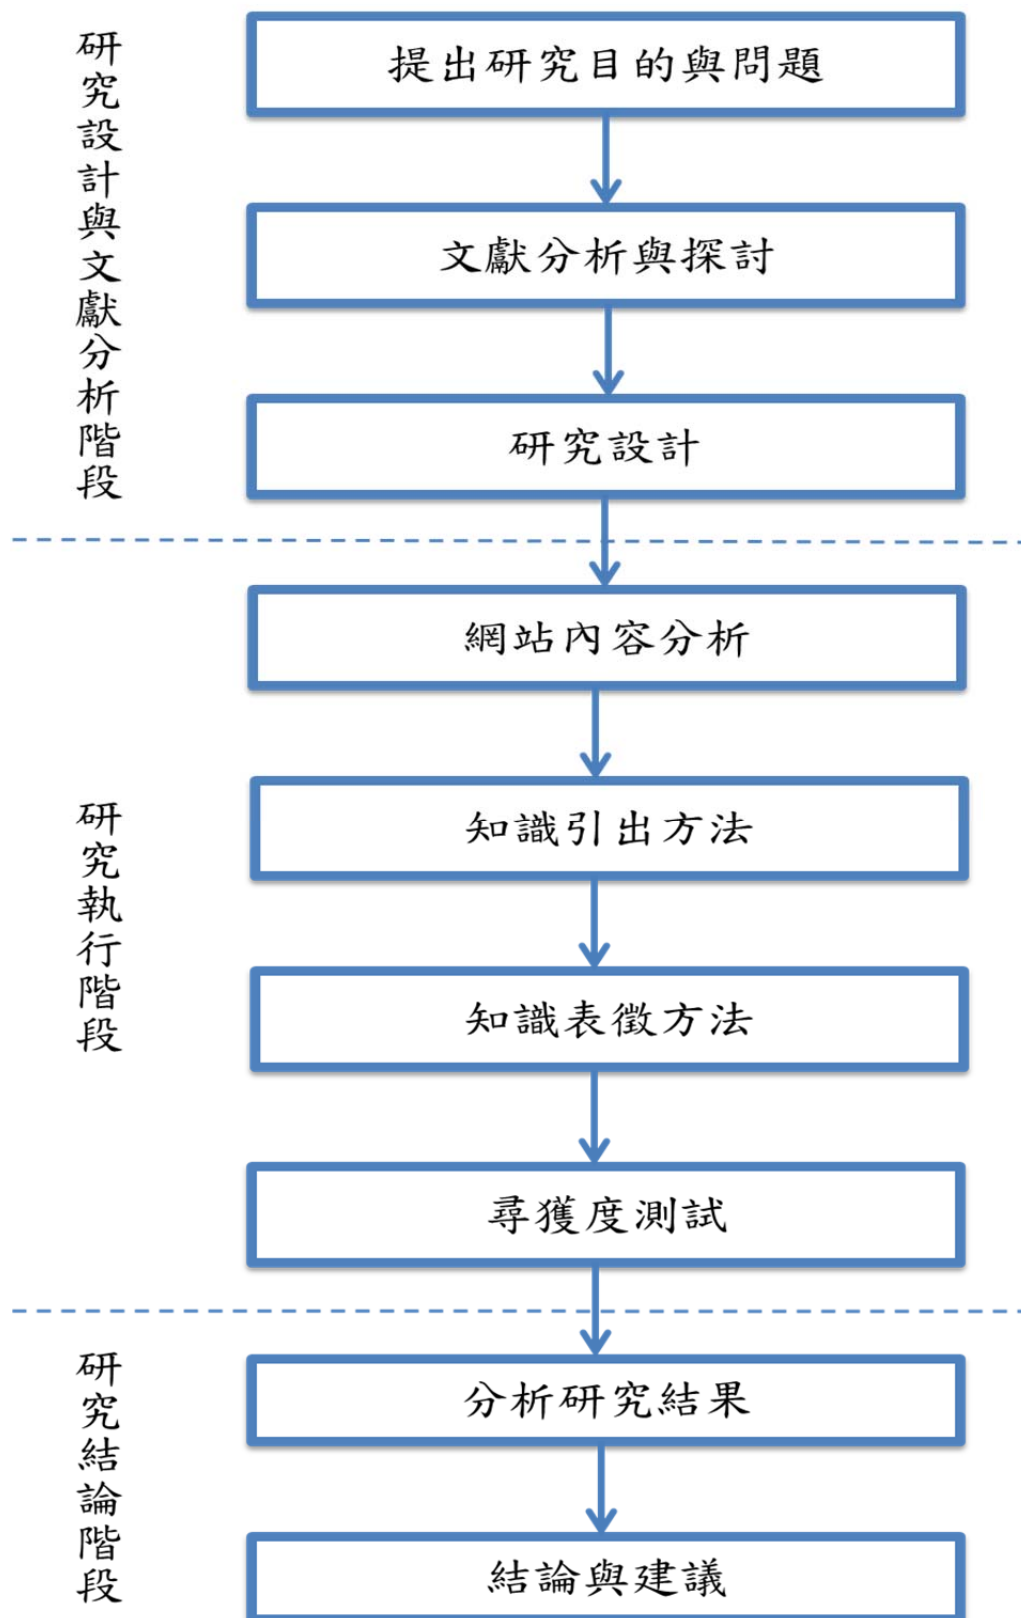 研究設計與文獻分析階段
提出研究目的與問題
文獻分析與探討
研究設計
研究執行階段
網站內容分析
知識引出方法
知識表徵方法
尋獲度測試
研究結論階段
分析研究結果
結論與建議